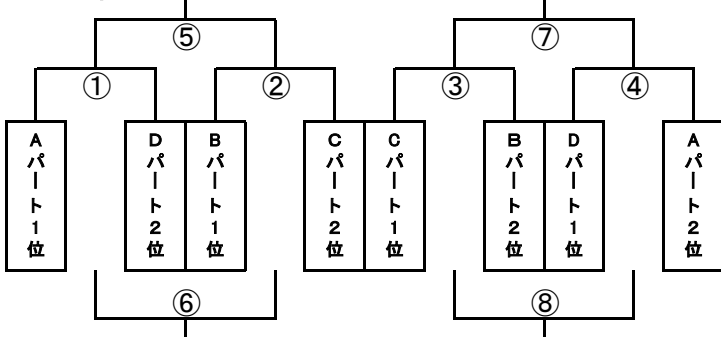 ⑤
⑦
①
②
③
④
Aパート1位
Dパート2位
Bパート1位
Cパート2位
Cパート1位
Bパート2位
Dパート1位
Aパート2位
⑥
⑧